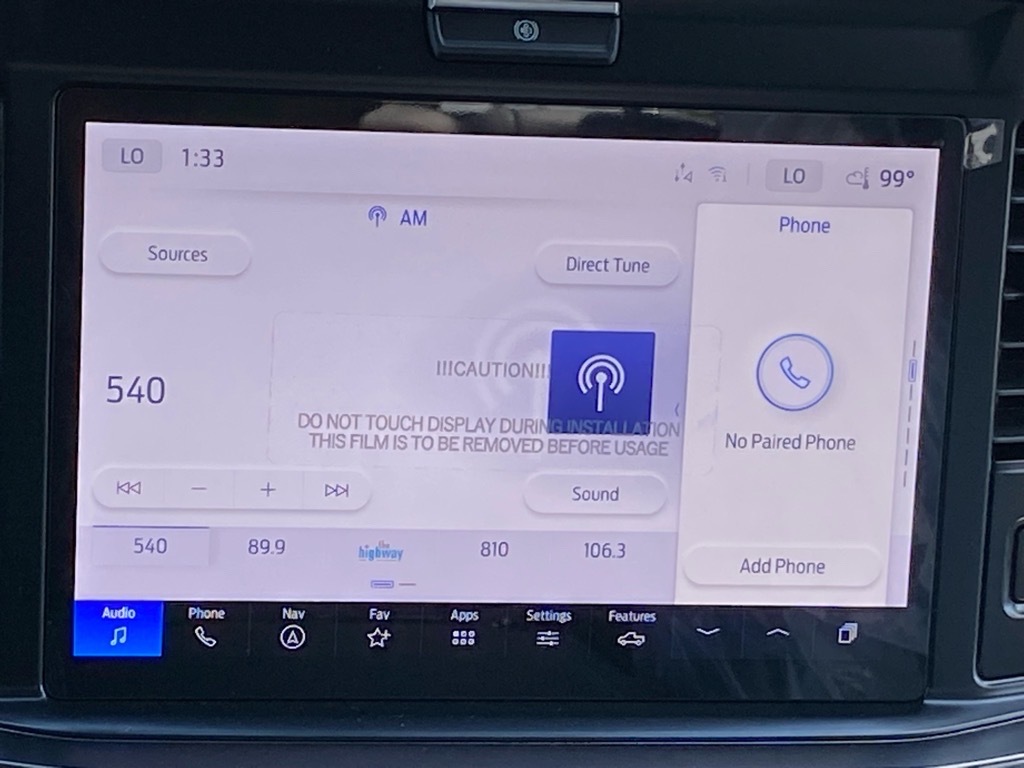 LO 1:33 LO 99°
AM
Phone
Sources
Direct Tune
!!!CAUTION!!!
540
DO NOT TOUCH DISPLAY DURING INSTALLATION
THIS FILM IS TO BE REMOVED BEFORE USAGE
No Paired Phone
Sound
540 89.9 the highway 810 106.3
Add Phone
Audio Phone Nav Fav Apps Settings Features